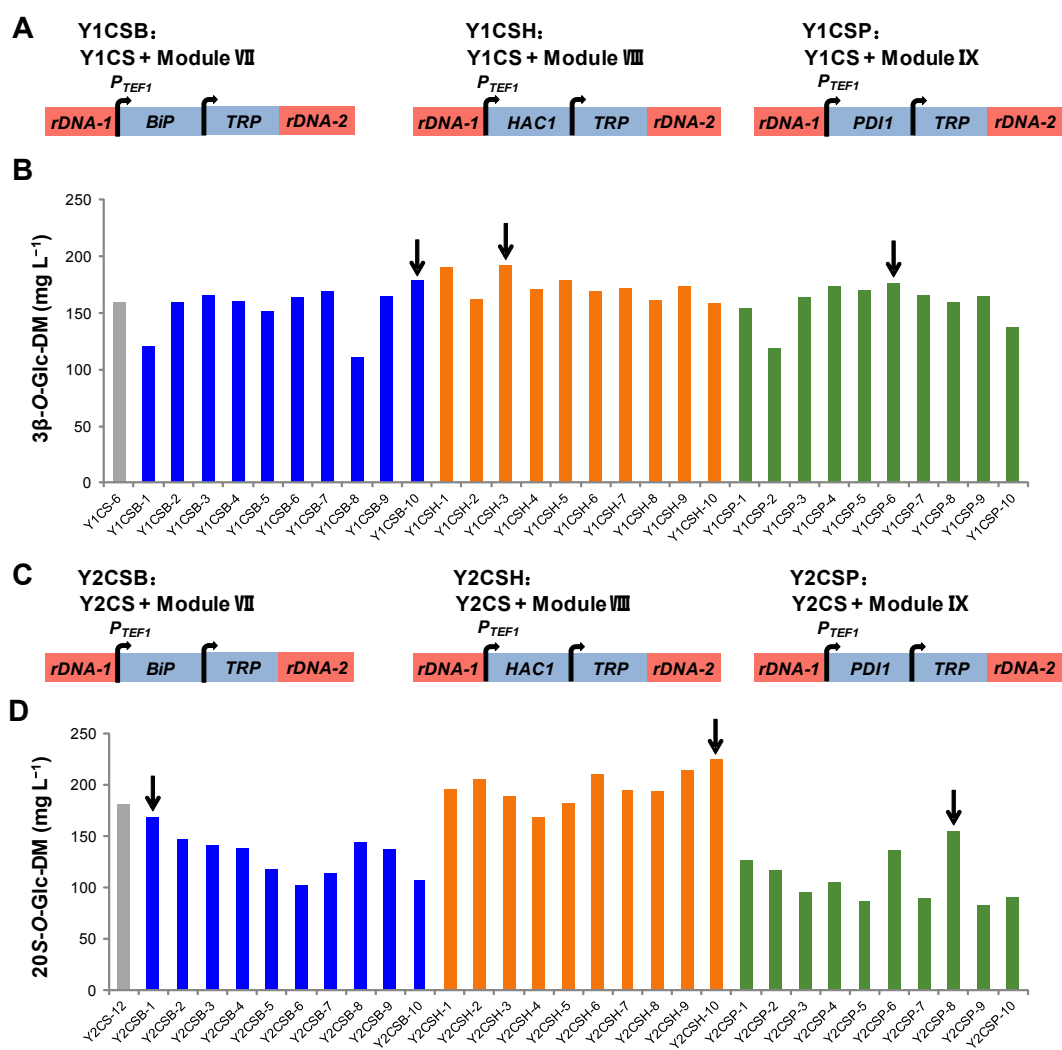 A
Y1CSB：
Y1CS + Module Ⅶ
P_TEF1
rDNA-1 BiP TRP rDNA-2
Y1CSH：
Y1CS + Module Ⅷ
P_TEF1
rDNA-1 HAC1 TRP rDNA-2
Y1CSP：
Y1CS + Module Ⅸ
P_TEF1
rDNA-1 PDI1 TRP rDNA-2
B
3β-O-Glc-DM (mg L⁻¹)
250
200
150
100
50
0
Y1CS-6
Y1CSB-1
Y1CSB-2
Y1CSB-3
Y1CSB-4
Y1CSB-5
Y1CSB-6
Y1CSB-7
Y1CSB-8
Y1CSB-9
Y1CSB-10
Y1CSH-1
Y1CSH-2
Y1CSH-3
Y1CSH-4
Y1CSH-5
Y1CSH-6
Y1CSH-7
Y1CSH-8
Y1CSH-9
Y1CSH-10
Y1CSP-1
Y1CSP-2
Y1CSP-3
Y1CSP-4
Y1CSP-5
Y1CSP-6
Y1CSP-7
Y1CSP-8
Y1CSP-9
Y1CSP-10
C
Y2CSB：
Y2CS + Module Ⅶ
P_TEF1
rDNA-1 BiP TRP rDNA-2
Y2CSH：
Y2CS + Module Ⅷ
P_TEF1
rDNA-1 HAC1 TRP rDNA-2
Y2CSP：
Y2CS + Module Ⅸ
P_TEF1
rDNA-1 PDI1 TRP rDNA-2
D
20S-O-Glc-DM (mg L⁻¹)
250
200
150
100
50
0
Y2CS-12
Y2CSB-1
Y2CSB-2
Y2CSB-3
Y2CSB-4
Y2CSB-5
Y2CSB-6
Y2CSB-7
Y2CSB-8
Y2CSB-9
Y2CSB-10
Y2CSH-1
Y2CSH-2
Y2CSH-3
Y2CSH-4
Y2CSH-5
Y2CSH-6
Y2CSH-7
Y2CSH-8
Y2CSH-9
Y2CSH-10
Y2CSP-1
Y2CSP-2
Y2CSP-3
Y2CSP-4
Y2CSP-5
Y2CSP-6
Y2CSP-7
Y2CSP-8
Y2CSP-9
Y2CSP-10